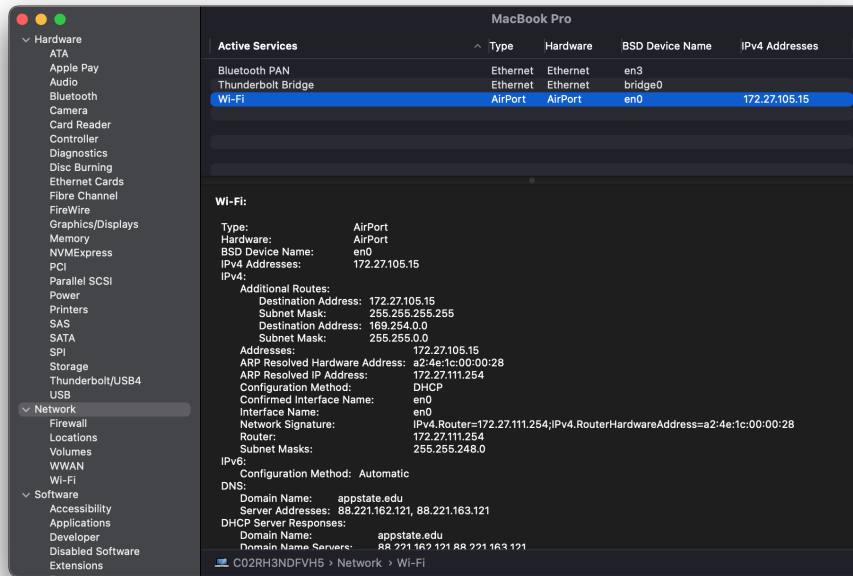 MacBook Pro
Hardware
ATA
Apple Pay
Audio
Bluetooth
Camera
Card Reader
Controller
Diagnostics
Disc Burning
Ethernet Cards
Fibre Channel
FireWire
Graphics/Displays
Memory
NVMExpress
PCI
Parallel SCSI
Power
Printers
SAS
SATA
SPI
Storage
Thunderbolt/USB4
USB
Network
Firewall
Locations
Volumes
WWAN
Wi-Fi
Software
Accessibility
Applications
Developer
Disabled Software
Extensions
Active Services Type Hardware BSD Device Name IPv4 Addresses
Bluetooth PAN Ethernet Ethernet en3
Thunderbolt Bridge Ethernet Ethernet bridge0
Wi-Fi AirPort AirPort en0 172.27.105.15
Wi-Fi:
Type: AirPort
Hardware: AirPort
BSD Device Name: en0
IPv4 Addresses: 172.27.105.15
IPv4:
Additional Routes:
Destination Address: 172.27.105.15
Subnet Mask: 255.255.255.255
Destination Address: 169.254.0.0
Subnet Mask: 255.255.0.0
Addresses: 172.27.105.15
ARP Resolved Hardware Address: a2:4e:1c:00:00:28
ARP Resolved IP Address: 172.27.111.254
Configuration Method: DHCP
Confirmed Interface Name: en0
Interface Name: en0
Network Signature: IPv4.Router=172.27.111.254;IPv4.RouterHardwareAddress=a2:4e:1c:00:00:28
Router: 172.27.111.254
Subnet Masks: 255.255.248.0
IPv6:
Configuration Method: Automatic
DNS:
Domain Name: appstate.edu
Server Addresses: 88.221.162.121, 88.221.163.121
DHCP Server Responses:
Domain Name: appstate.edu
Domain Name Servers: 88.221.162.121,88.221.163.121
C02RH3NDFVH5 › Network › Wi-Fi